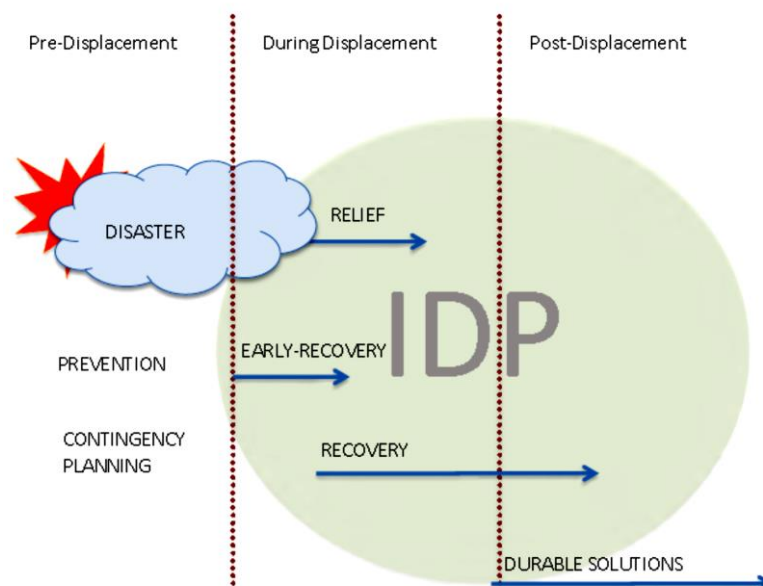 Pre-Displacement
During Displacement
Post-Displacement
DISASTER
RELIEF
IDP
PREVENTION
EARLY-RECOVERY
CONTINGENCY
PLANNING
RECOVERY
DURABLE SOLUTIONS